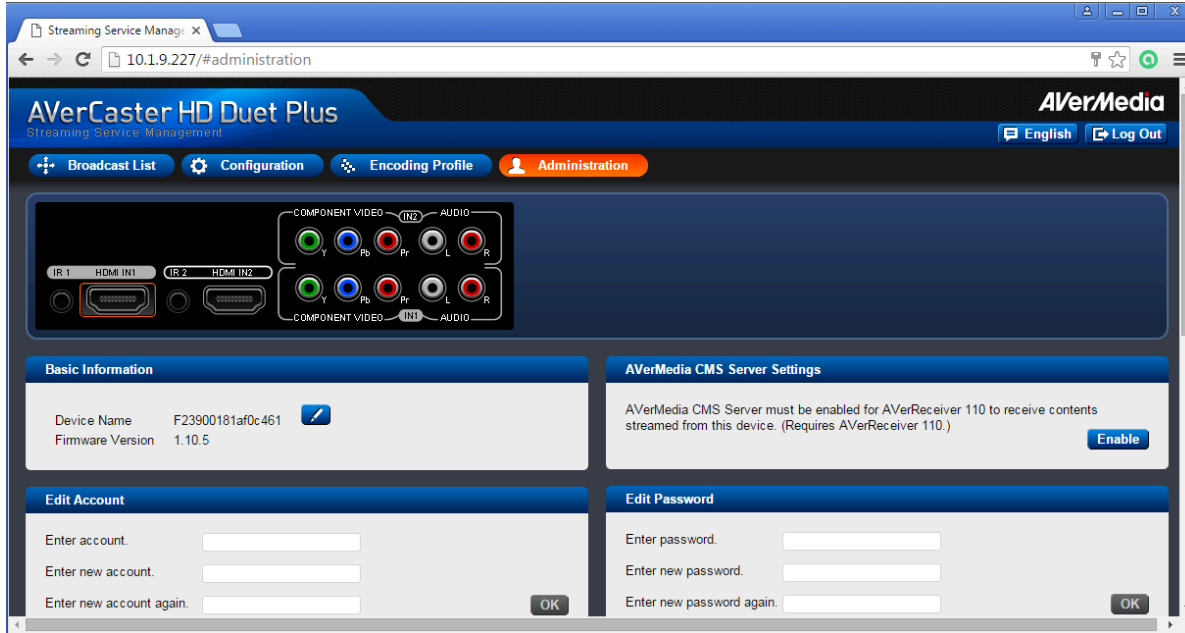 Streaming Service Manage
10.1.9.227/#administration
AVerCaster HD Duet Plus
Streaming Service Management
AVerMedia
English
Log Out
Broadcast List
Configuration
Encoding Profile
Administration
COMPONENT VIDEO IN2 AUDIO
Y Pb Pr L R
IR 1 HDMI IN1 IR 2 HDMI IN2
Y Pb Pr L R
COMPONENT VIDEO IN1 AUDIO
Basic Information
Device Name F23900181af0c461
Firmware Version 1.10.5
AVerMedia CMS Server Settings
AVerMedia CMS Server must be enabled for AVerReceiver 110 to receive contents
streamed from this device. (Requires AVerReceiver 110.)
Enable
Edit Account
Enter account.
Enter new account.
Enter new account again.
OK
Edit Password
Enter password.
Enter new password.
Enter new password again.
OK